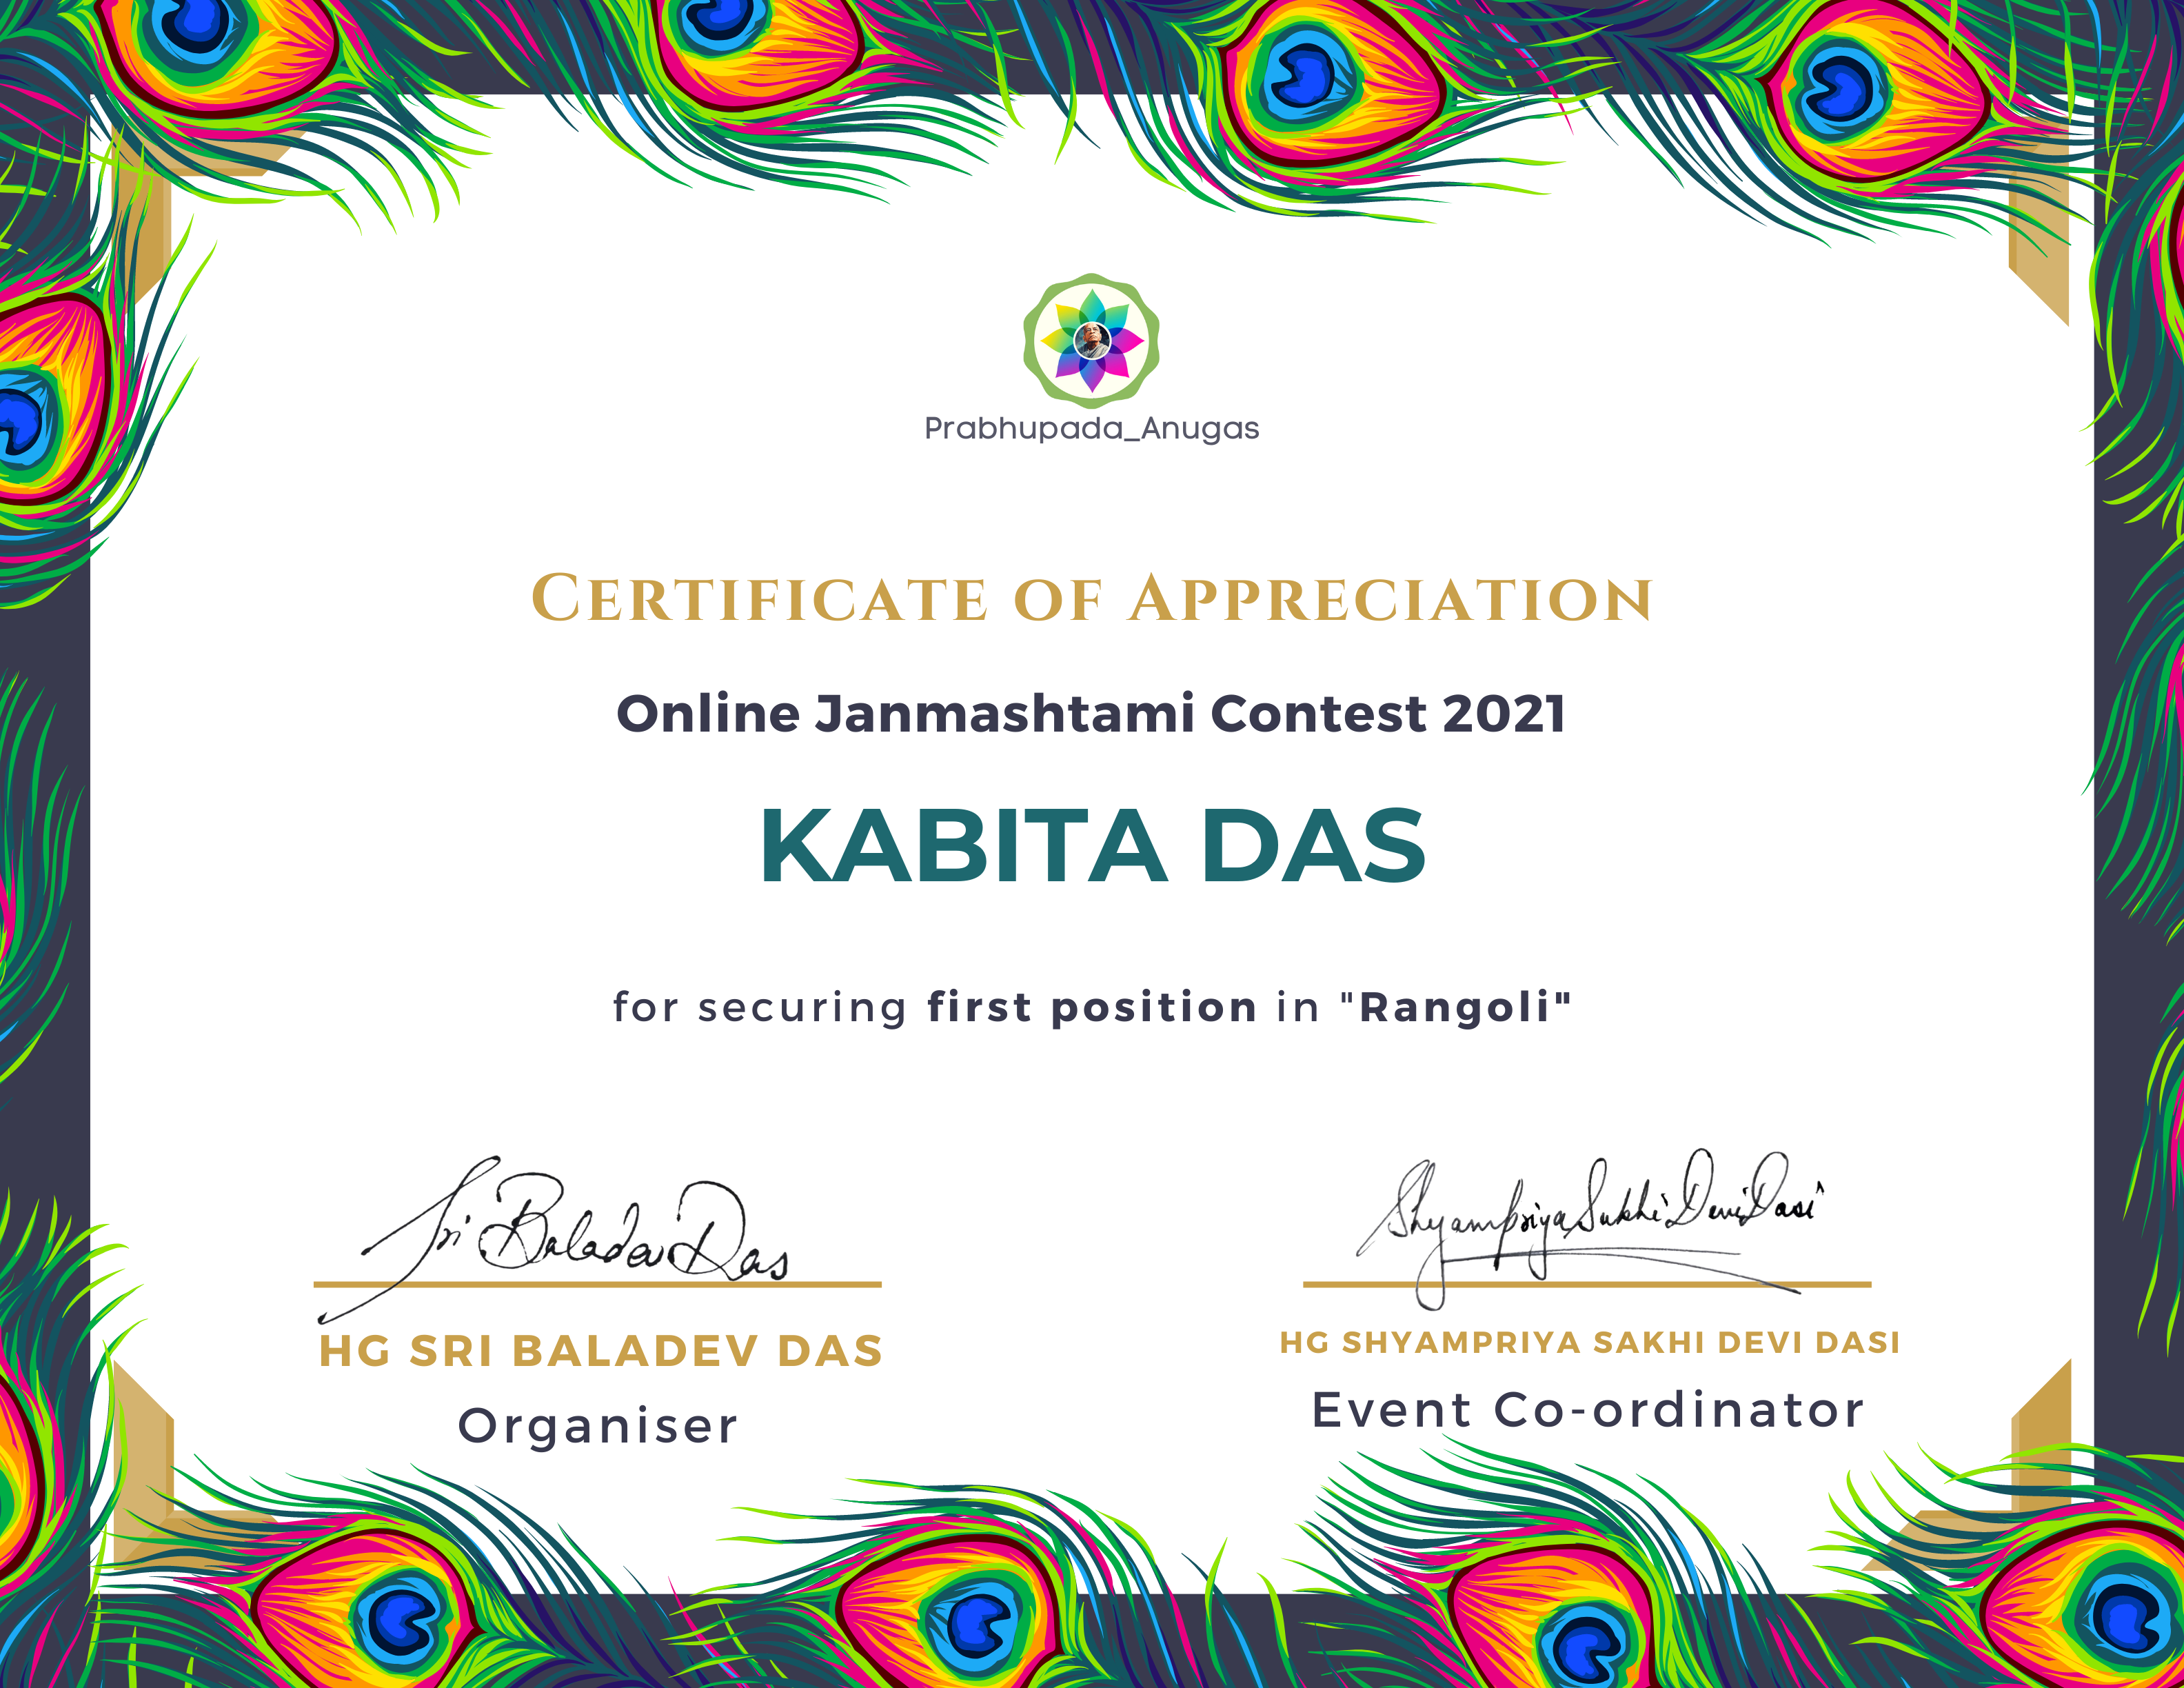 Prabhupada_Anugas
CERTIFICATE OF APPRECIATION
Online Janmashtami Contest 2021
KABITA DAS
for securing first position in "Rangoli"
Sri Baladev Das
Shyampriya Sakhi Devi Dasi
HG SRI BALADEV DAS
HG SHYAMPRIYA SAKHI DEVI DASI
Organiser
Event Co-ordinator